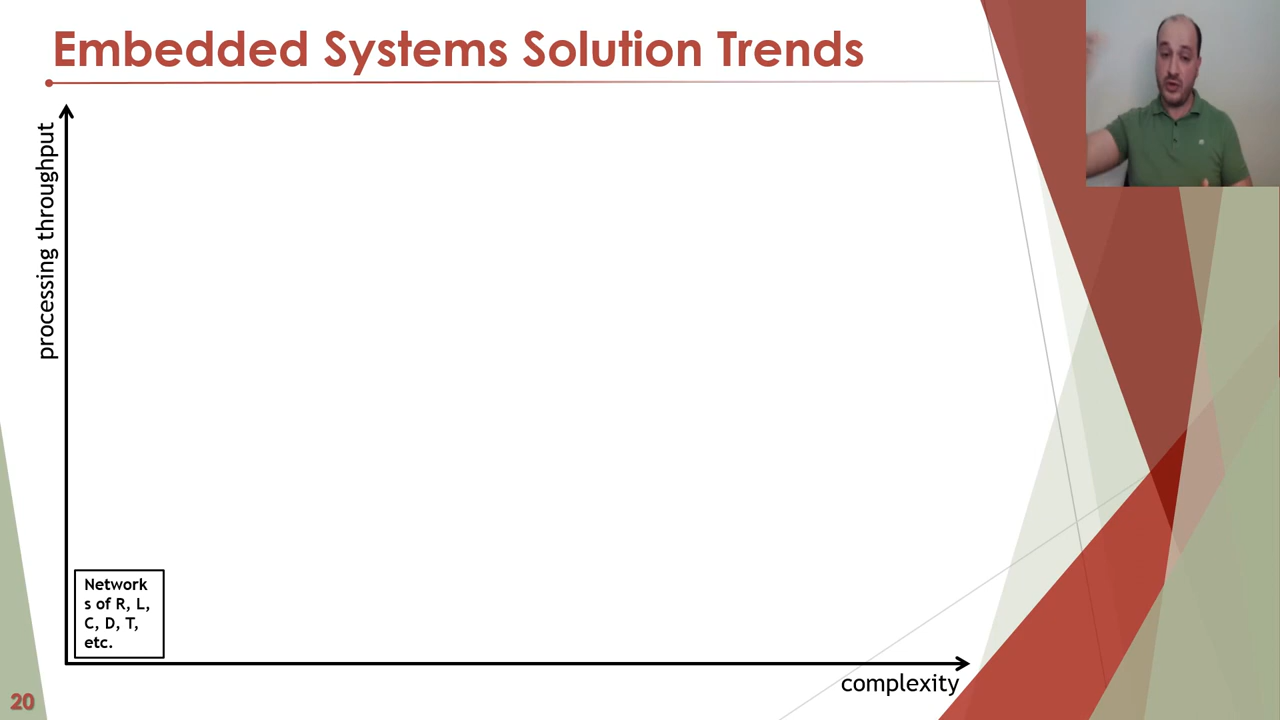 Embedded Systems Solution Trends
processing throughput
Network
s of R, L,
C, D, T,
etc.
complexity
20